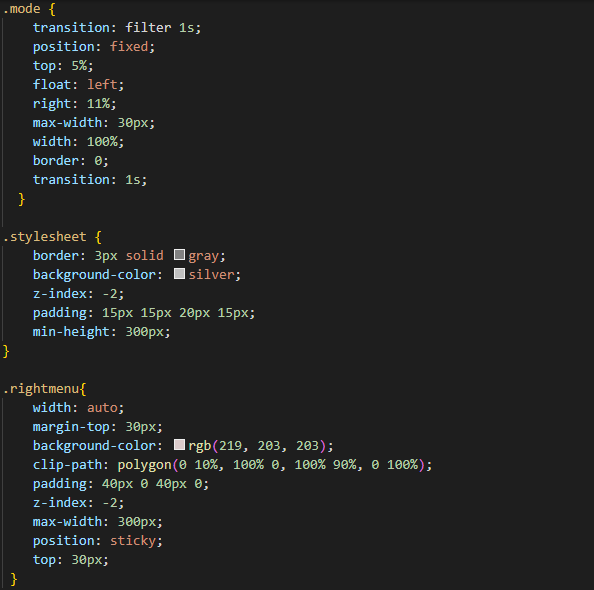 .mode {
    transition: filter 1s;
    position: fixed;
    top: 5%;
    float: left;
    right: 11%;
    max-width: 30px;
    width: 100%;
    border: 0;
    transition: 1s;
  }

.stylesheet {
    border: 3px solid gray;
    background-color: silver;
    z-index: -2;
    padding: 15px 15px 20px 15px;
    min-height: 300px;
}

.rightmenu{
    width: auto;
    margin-top: 30px;
    background-color: rgb(219, 203, 203);
    clip-path: polygon(0 10%, 100% 0, 100% 90%, 0 100%);
    padding: 40px 0 40px 0;
    z-index: -2;
    max-width: 300px;
    position: sticky;
    top: 30px;
 }